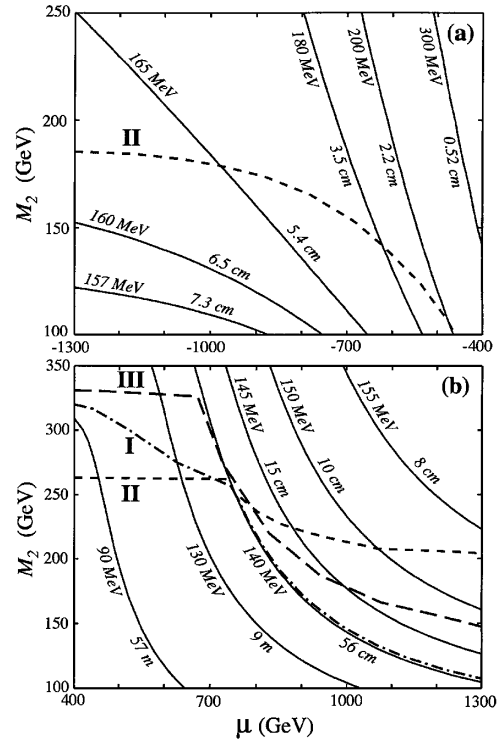 250
(a)
165 MeV
180 MeV
200 MeV
300 MeV
200
II
M2 (GeV)
3.5 cm
2.2 cm
0.52 cm
150
160 MeV
6.5 cm
5.4 cm
157 MeV
7.3 cm
100
-1300
-1000
-700
-400
350
III
(b)
145 MeV
150 MeV
155 MeV
300
I
II
15 cm
10 cm
8 cm
250
M2 (GeV)
200
90 MeV
130 MeV
140 MeV
150
57 m
9 m
56 cm
100
400
700
1000
1300
μ (GeV)